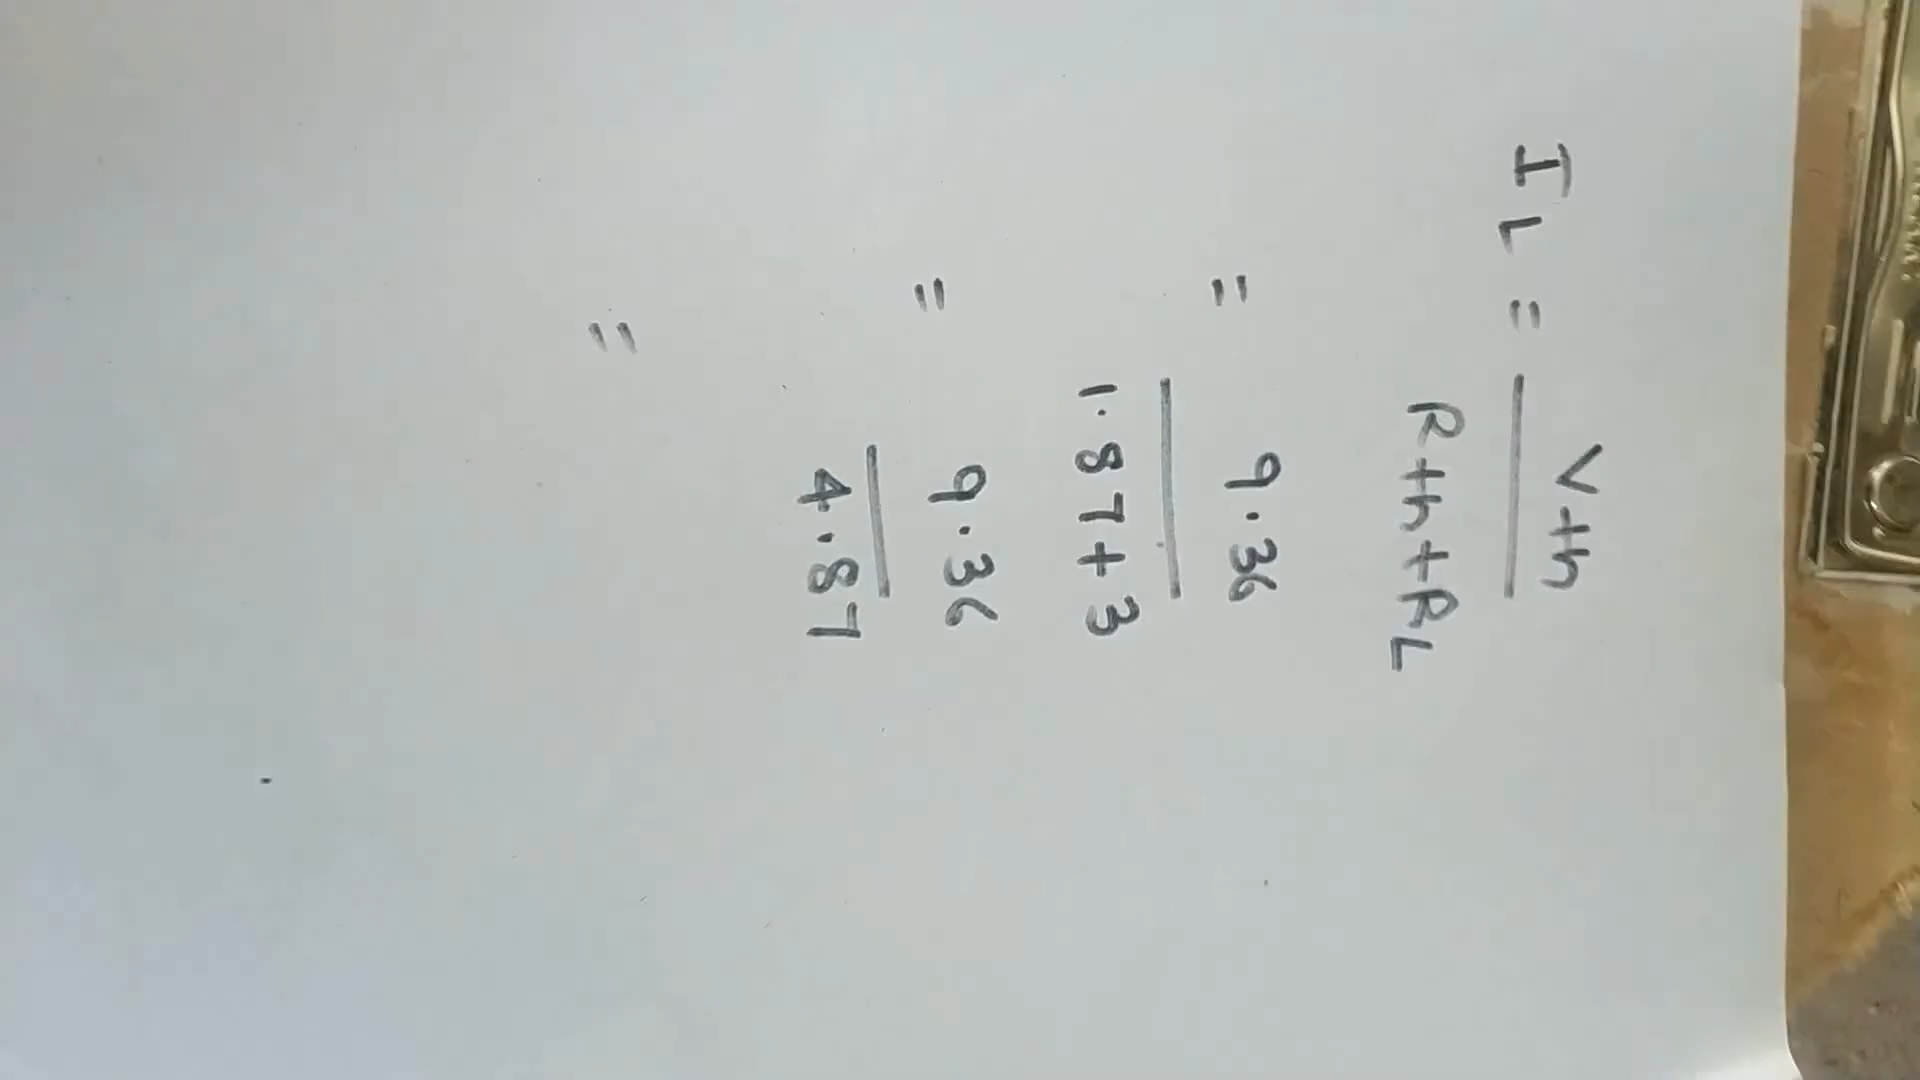 IL = Vth
Rth+RL
= 9.36
1.87+3
= 9.36
4.87
=